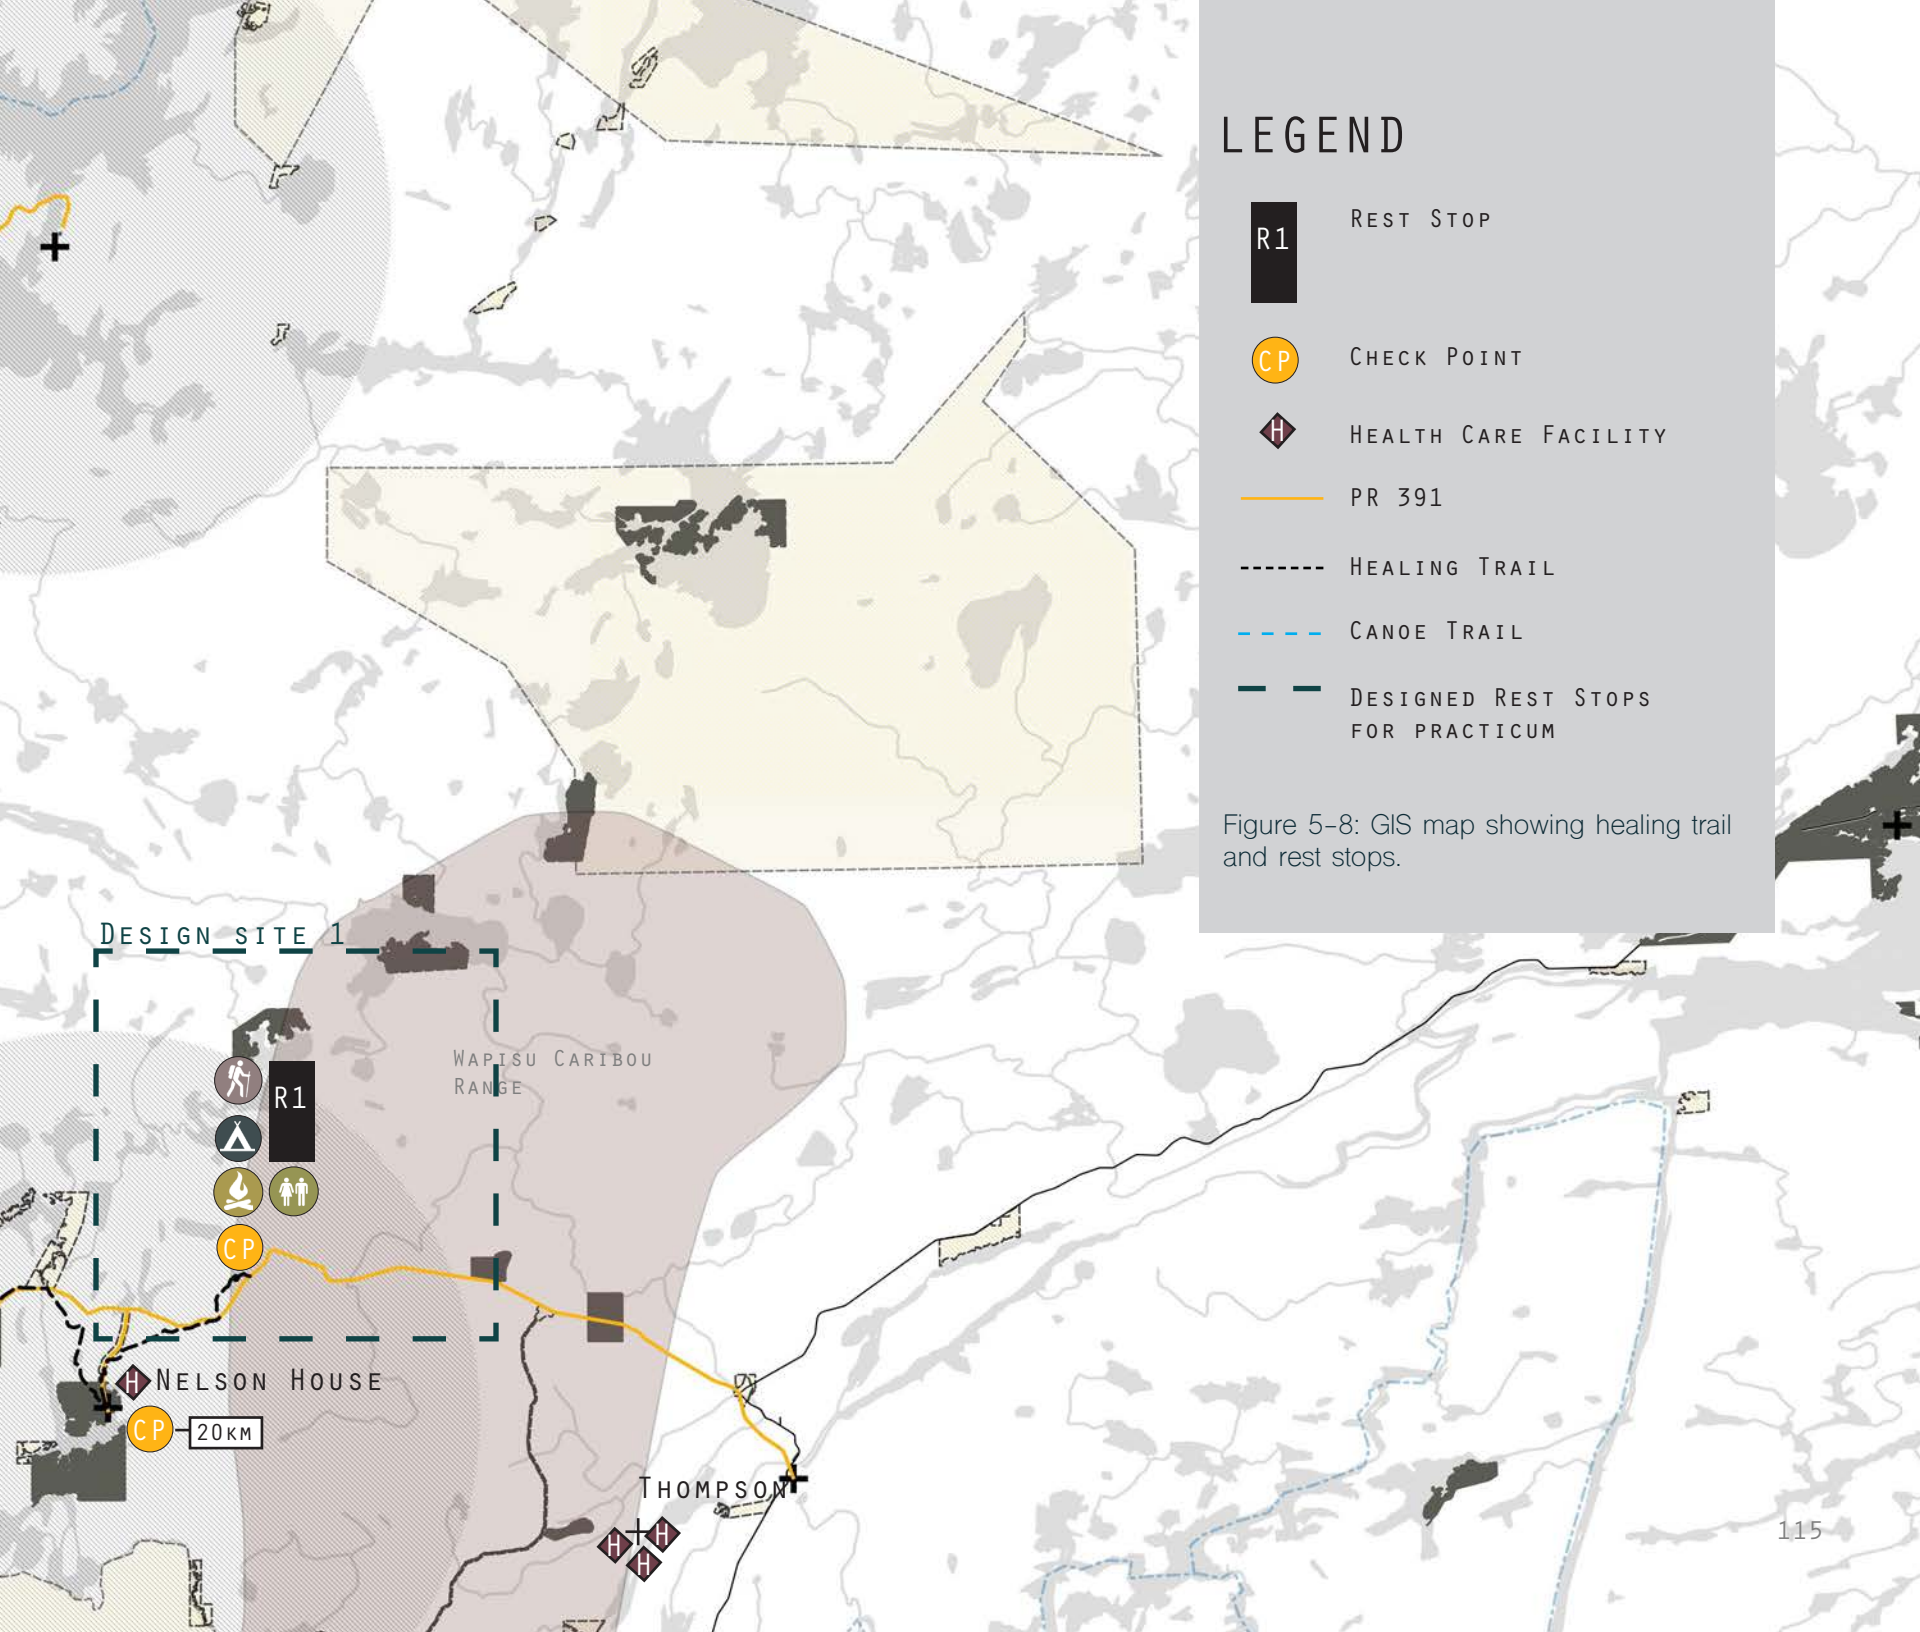 LEGEND
R1
REST STOP
CP
CHECK POINT
H
HEALTH CARE FACILITY
PR 391
HEALING TRAIL
CANOE TRAIL
DESIGNED REST STOPS
FOR PRACTICUM
Figure 5-8: GIS map showing healing trail
and rest stops.
DESIGN SITE 1
WAPISU CARIBOU
RANGE
R1
CP
H NELSON HOUSE
CP 20KM
THOMPSON
H H
H
115